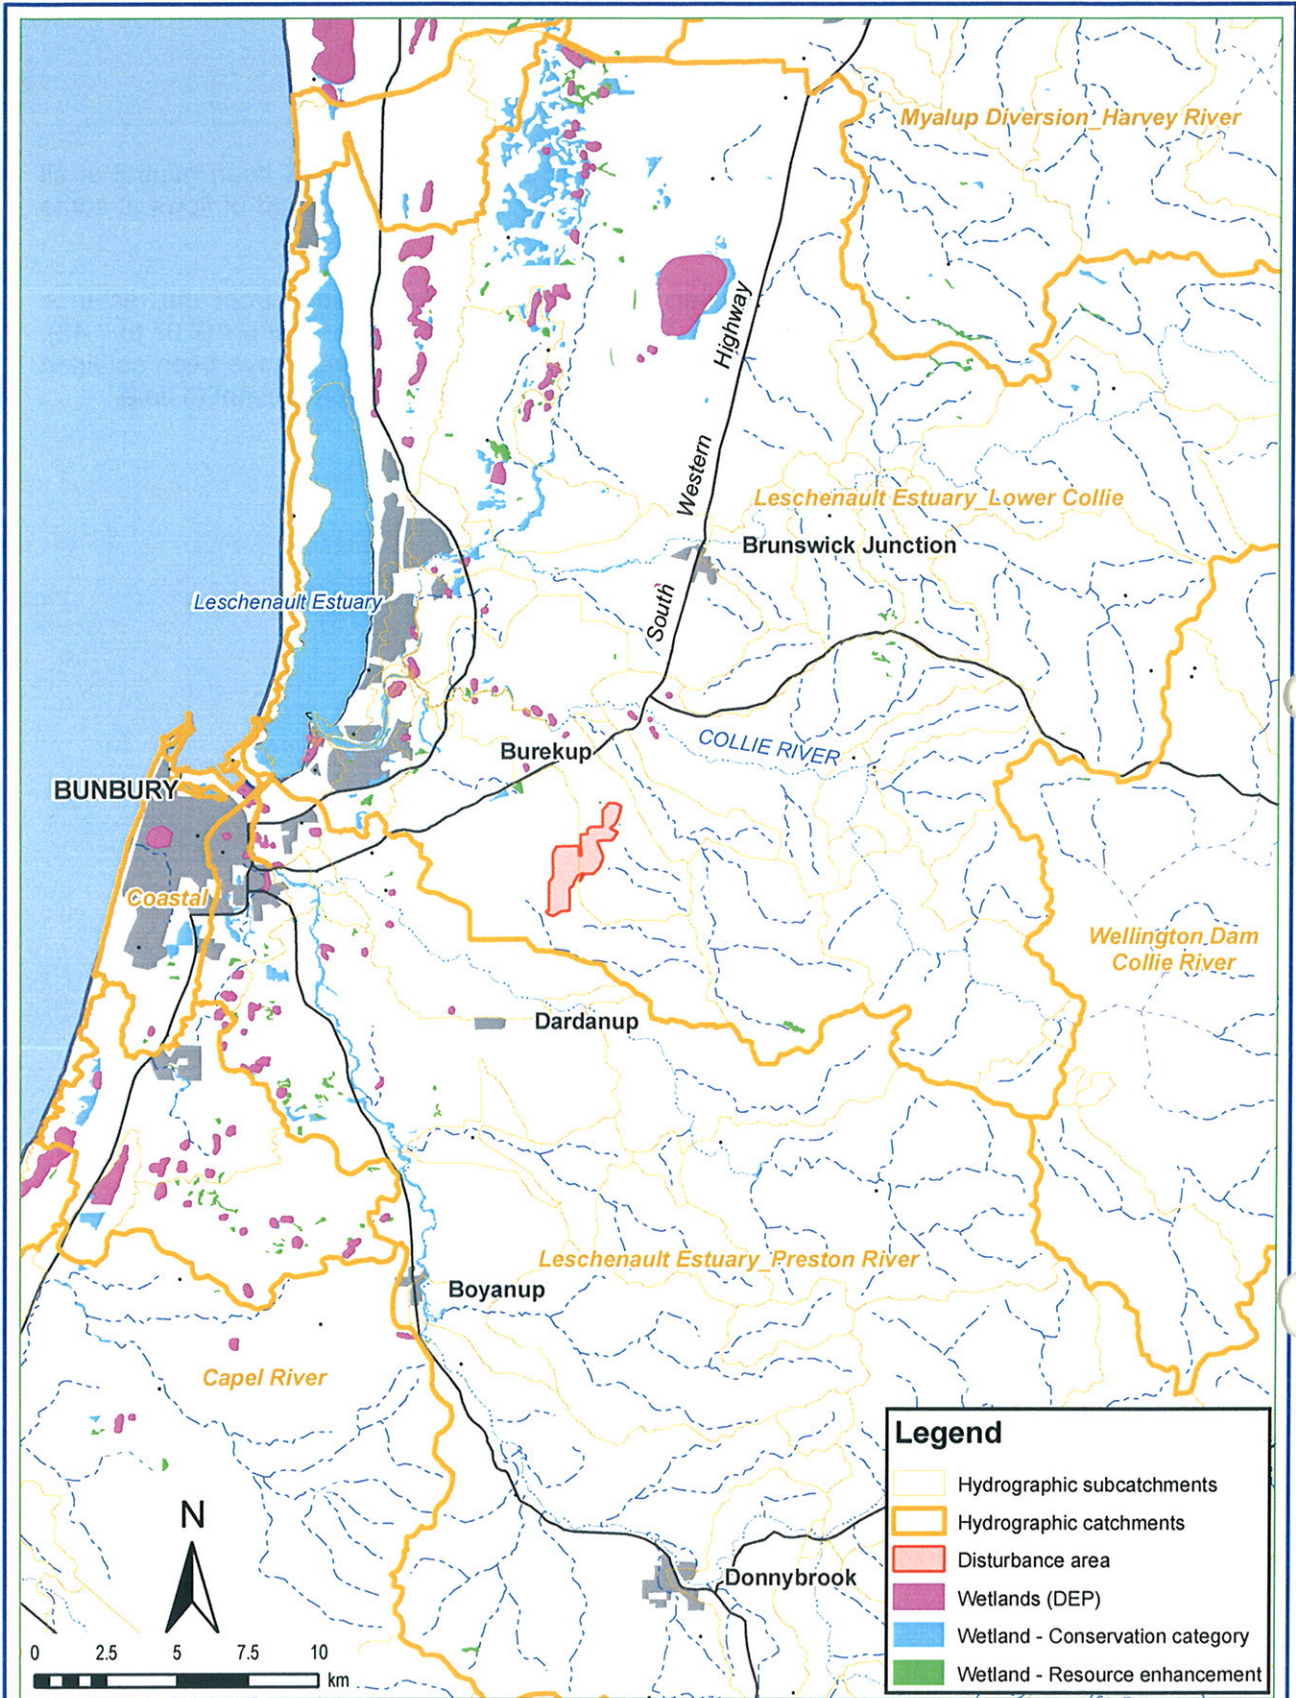 Myalup Diversion_Harvey River
Highway
Western
South
Leschenault Estuary_Lower Collie
Brunswick Junction
Leschenault Estuary
COLLIE RIVER
Burekup
BUNBURY
Coastal
Wellington Dam
Collie River
Dardanup
Leschenault Estuary_Preston River
Boyanup
Capel River
Donnybrook
N
0 2.5 5 7.5 10
km
Legend
Hydrographic subcatchments
Hydrographic catchments
Disturbance area
Wetlands (DEP)
Wetland - Conservation category
Wetland - Resource enhancement